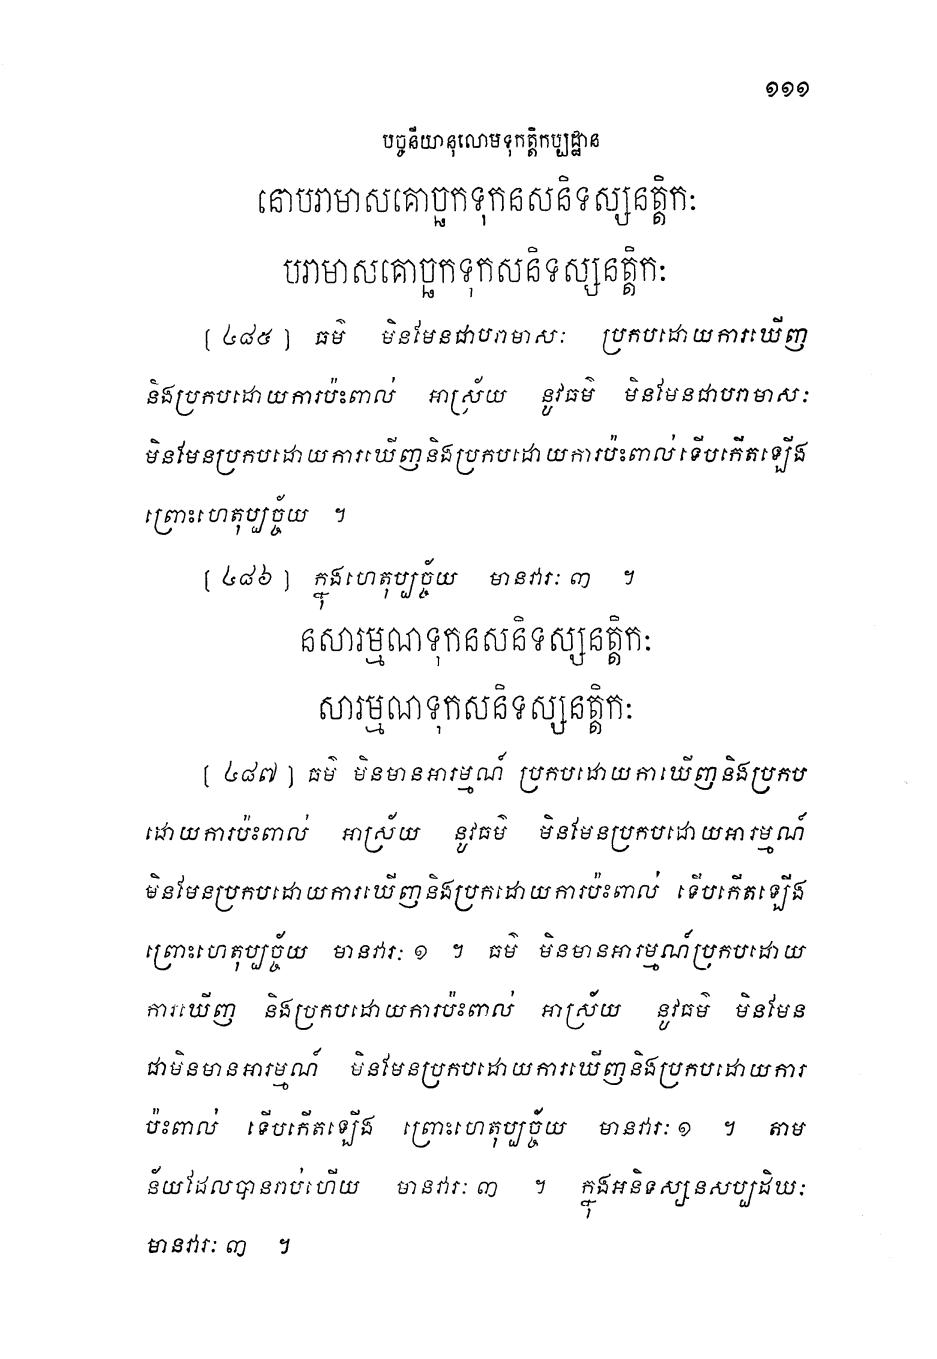 ១១១
បច្ចនីយានុលោមទុកត្តិកប្បដ្ឋាន
នោបរាមាសគោច្ឆកទុកនសនិទស្សនត្តិកៈ
បរាមាសគោច្ឆកទុកសនិទស្សនត្តិកៈ
[ ៤៨៥ ] ធម៌ មិនមែនជាបរាមាសៈ ប្រកបដោយការឃើញ
និងប្រកបដោយការប៉ះពាល់ អាស្រ័យ នូវធម៌ មិនមែនជាបរាមាសៈ
មិនមែនប្រកបដោយការឃើញនិងប្រកបដោយការប៉ះពាល់ទើបកើតឡើង
ព្រោះហេតុប្បច្ច័យ ។
[ ៤៨៦ ] ក្នុងហេតុប្បច្ច័យ មានវារៈ ៣ ។
នសារម្មណទុកនសនិទស្សនត្តិកៈ
សារម្មណទុកសនិទស្សនត្តិកៈ
[ ៤៨៧ ] ធម៌ មិនមានអារម្មណ៍ ប្រកបដោយការឃើញនិងប្រកប
ដោយការប៉ះពាល់ អាស្រ័យ នូវធម៌ មិនមែនប្រកបដោយអារម្មណ៍
មិនមែនប្រកបដោយការឃើញនិងប្រកដោយការប៉ះពាល់ ទើបកើតឡើង
ព្រោះហេតុប្បច្ច័យ មានវារៈ ១ ។ ធម៌ មិនមានអារម្មណ៍ប្រកបដោយ
ការឃើញ និងប្រកបដោយការប៉ះពាល់ អាស្រ័យ នូវធម៌ មិនមែន
ជាមិនមានអារម្មណ៍ មិនមែនប្រកបដោយការឃើញនិងប្រកបដោយការ
ប៉ះពាល់ ទើបកើតឡើង ព្រោះហេតុប្បច្ច័យ មានវារៈ ១ ។ តាម
ន័យដែលបានរាប់ហើយ មានវារៈ ៣ ។ ក្នុងអនិទស្សនសប្បដិឃៈ
មានវារៈ ៣ ។